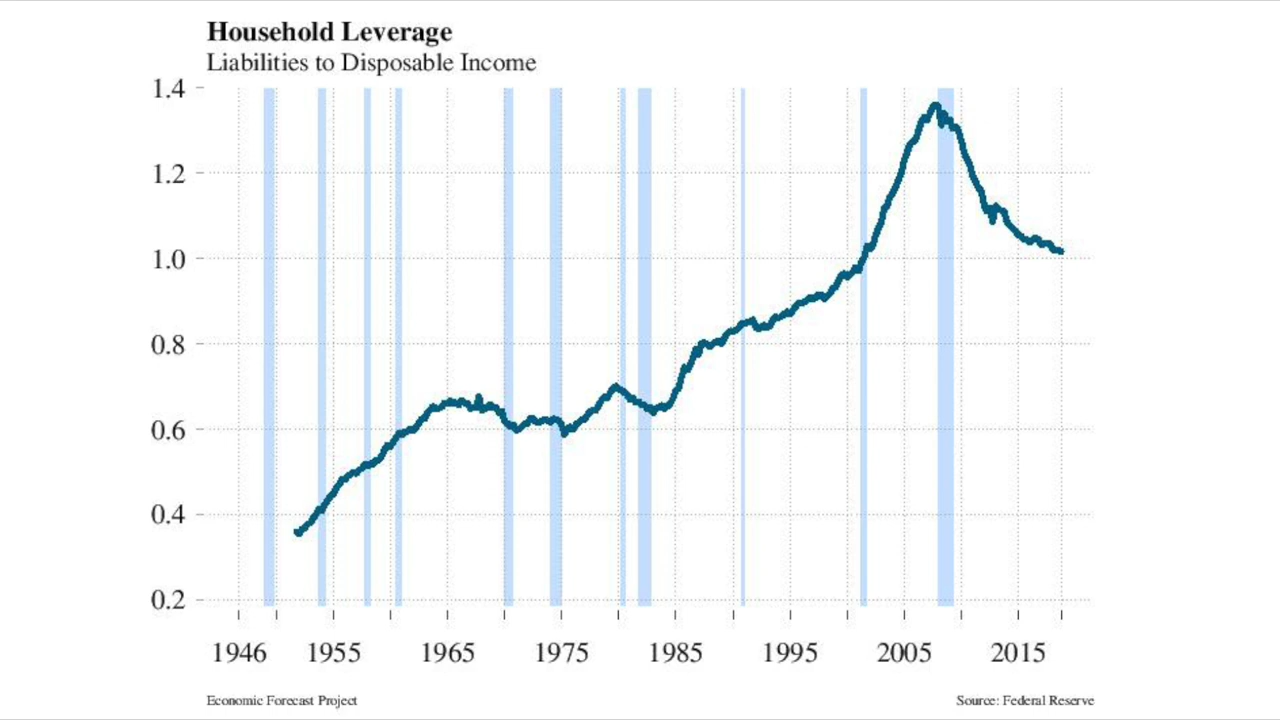 Household Leverage
Liabilities to Disposable Income
1.4
1.2
1.0
0.8
0.6
0.4
0.2
1946 1955 1965 1975 1985 1995 2005 2015
Economic Forecast Project Source: Federal Reserve